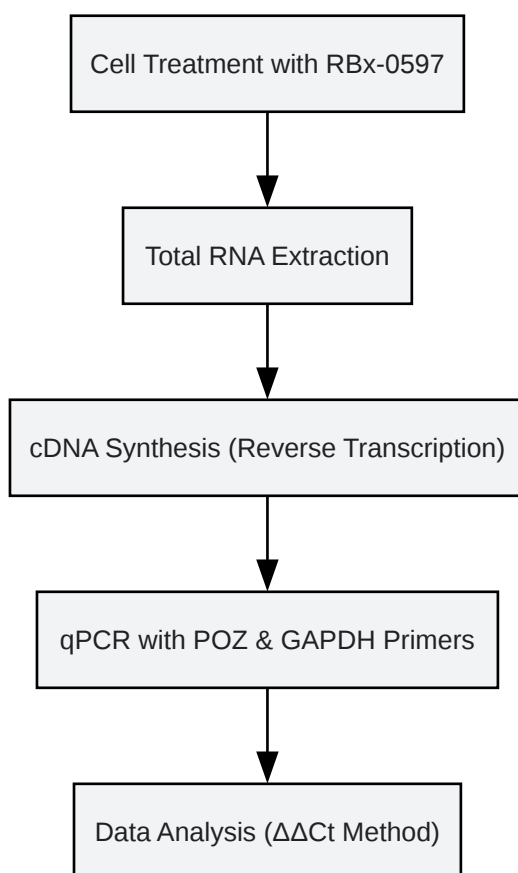 Cell Treatment with RBx-0597
Total RNA Extraction
cDNA Synthesis (Reverse Transcription)
qPCR with POZ & GAPDH Primers
Data Analysis (ΔΔCt Method)